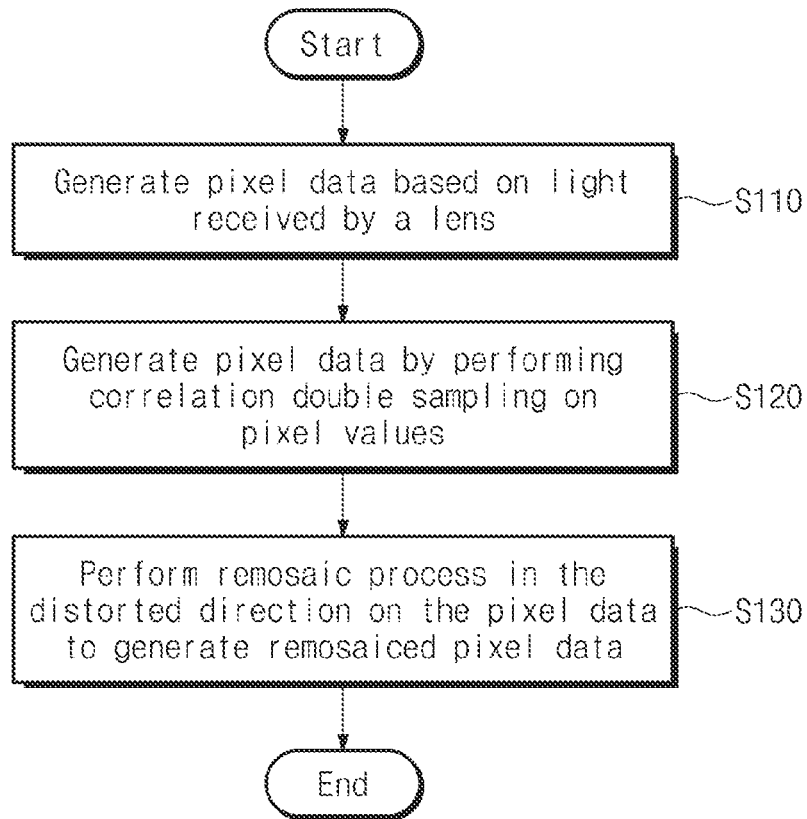 Start
Generate pixel data based on light
received by a lens
S110
Generate pixel data by performing
correlation double sampling on
pixel values
S120
Perform remosaic process in the
distorted direction on the pixel data
to generate remosaiced pixel data
S130
End